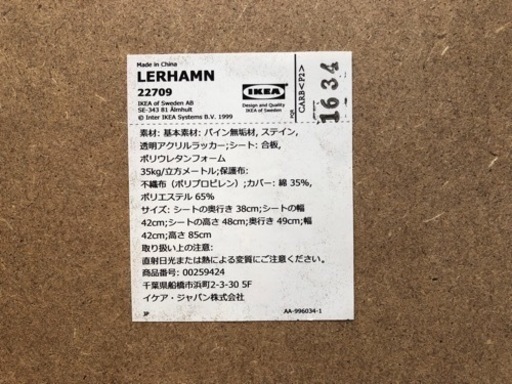 Made in China
LERHAMN
22709
IKEA of Sweden AB
SE-343 81 Älmhult
© Inter IKEA Systems B.V. 1999
IKEA
Design and Quality
IKEA of Sweden
CARB<P2>
1634
素材: 基本素材: パイン無垢材, ステイン,
透明アクリルラッカー;シート: 合板,
ポリウレタンフォーム
35kg/立方メートル;保護布:
不織布（ポリプロピレン）;カバー: 綿 35%,
ポリエステル 65%
サイズ: シートの奥行き 38cm;シートの幅
42cm;シートの高さ 48cm;奥行き 49cm;幅
42cm;高さ 85cm
取り扱い上の注意:
直射日光または熱による変質にご注意ください。
商品番号: 00259424
千葉県船橋市浜町2-3-30 5F
イケア・ジャパン株式会社
JP
AA-996034-1